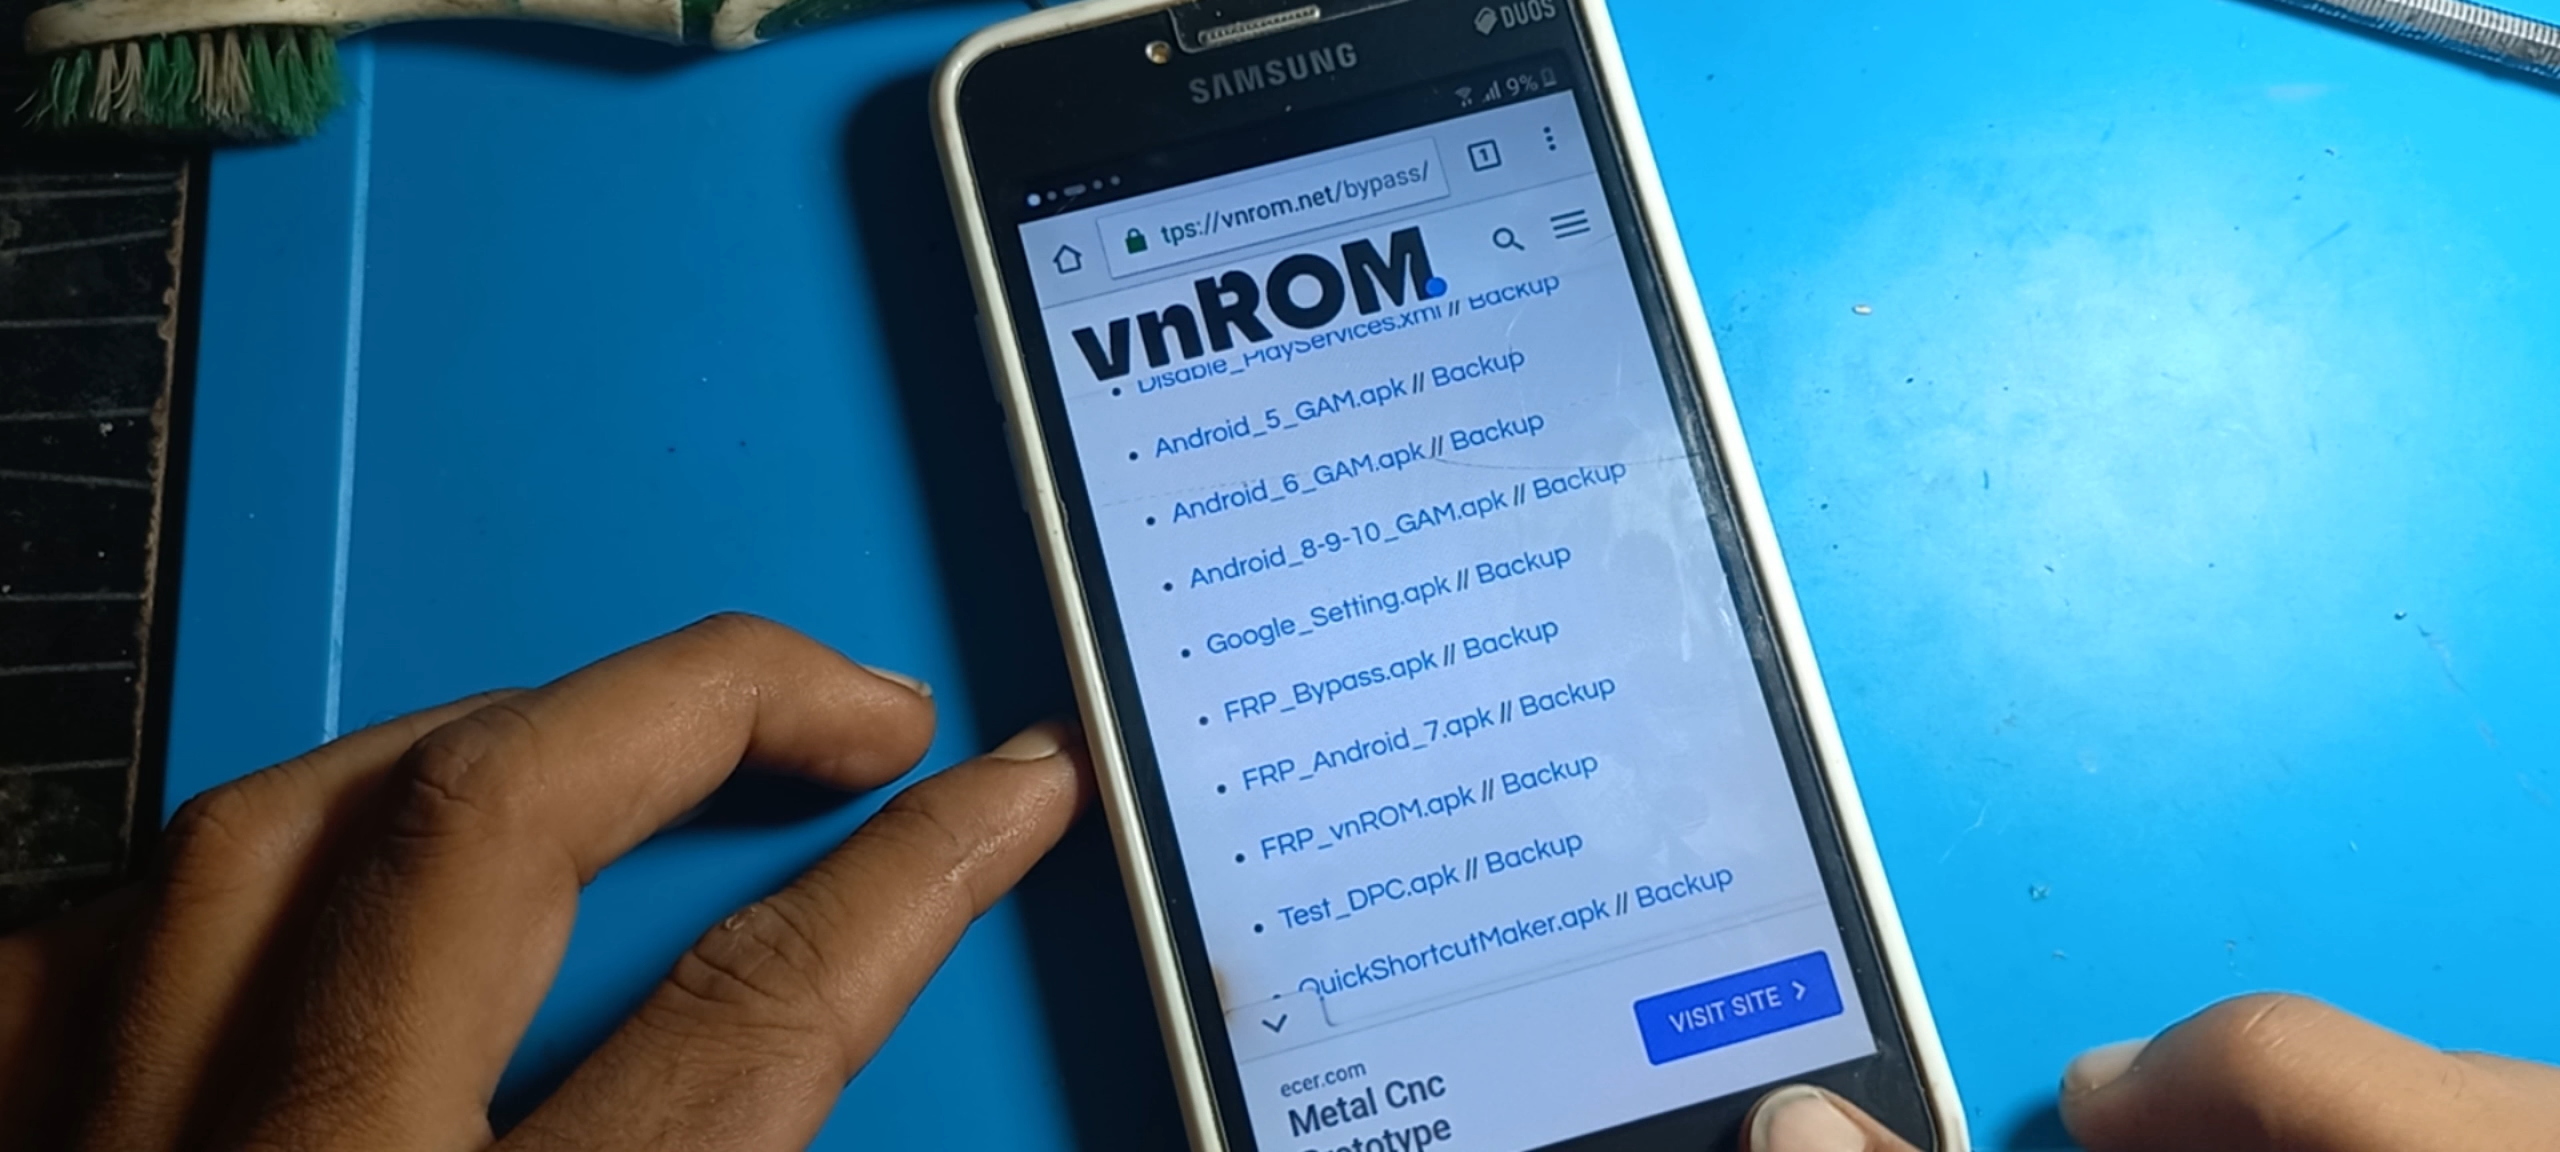 DUOS
SAMSUNG
9%
tps://vnrom.net/bypass/
1
vnROM.
Disable_PlayServices.xml // Backup
Android_5_GAM.apk // Backup
Android_6_GAM.apk // Backup
Android_8-9-10_GAM.apk // Backup
Google_Setting.apk // Backup
FRP_Bypass.apk // Backup
FRP_Android_7.apk // Backup
FRP_vnROM.apk // Backup
Test_DPC.apk // Backup
QuickShortcutMaker.apk // Backup
VISIT SITE
ecer.com
Metal Cnc
Prototype